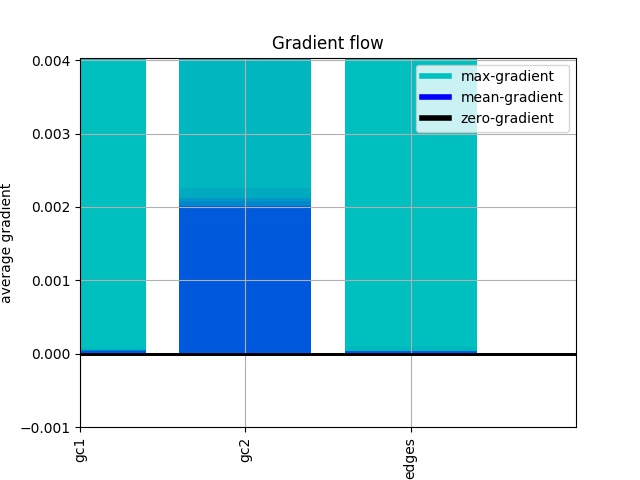 Gradient flow
0.004
0.003
0.002
0.001
0.000
−0.001
average gradient
max-gradient
mean-gradient
zero-gradient
gc1
gc2
edges